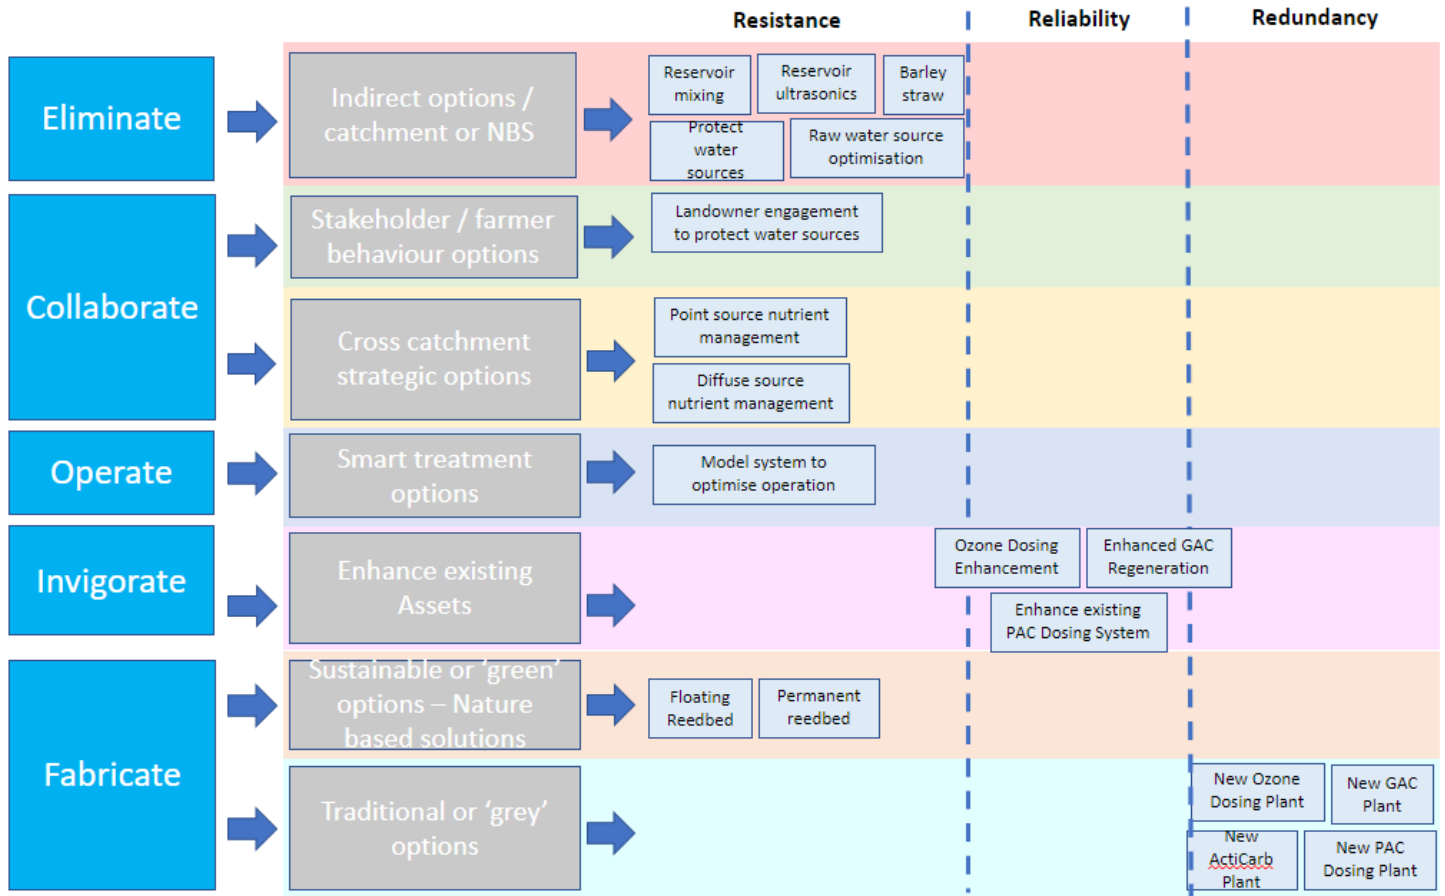 Resistance
Reliability
Redundancy
Eliminate
Indirect options /
catchment or NBS
Reservoir
mixing
Reservoir
ultrasonics
Barley
straw
Protect
water
sources
Raw water source
optimisation
Collaborate
Stakeholder / farmer
behaviour options
Landowner engagement
to protect water sources
Cross catchment
strategic options
Point source nutrient
management
Diffuse source
nutrient management
Operate
Smart treatment
options
Model system to
optimise operation
Invigorate
Enhance existing
Assets
Ozone Dosing
Enhancement
Enhanced GAC
Regeneration
Enhance existing
PAC Dosing System
Fabricate
Sustainable or ‘green’
options – Nature
based solutions
Floating
Reedbed
Permanent
reedbed
Traditional or ‘grey’
options
New Ozone
Dosing Plant
New GAC
Plant
New
ActiCarb
Plant
New PAC
Dosing Plant